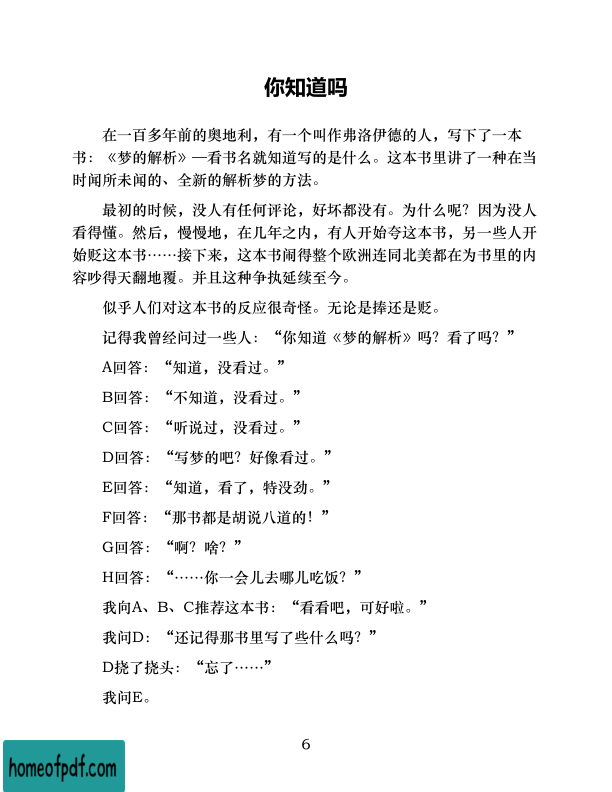 你知道吗
在一百多年前的奥地利，有一个叫作弗洛伊德的人，写下了一本
书：《梦的解析》—看书名就知道写的是什么。这本书里讲了一种在当
时闻所未闻的、全新的解析梦的方法。
最初的时候，没人有任何评论，好坏都没有。为什么呢？因为没人
看得懂。然后，慢慢地，在几年之内，有人开始夸这本书，另一些人开
始贬这本书……接下来，这本书闹得整个欧洲连同北美都在为书里的内
容吵得天翻地覆。并且这种争执延续至今。
似乎人们对这本书的反应很奇怪。无论是捧还是贬。
记得我曾经问过一些人：“你知道《梦的解析》吗？看了吗？”
A回答：“知道，没看过。”
B回答：“不知道，没看过。”
C回答：“听说过，没看过。”
D回答：“写梦的吧？好像看过。”
E回答：“知道，看了，特没劲。”
F回答：“那书都是胡说八道的！”
G回答：“啊？啥？”
H回答：“……你一会儿去哪儿吃饭？”
我向A、B、C推荐这本书：“看看吧，可好啦。”
我问D：“还记得那书里写了些什么吗？”
D挠了挠头：“忘了……”
我问E。
6
homeofpdf.com